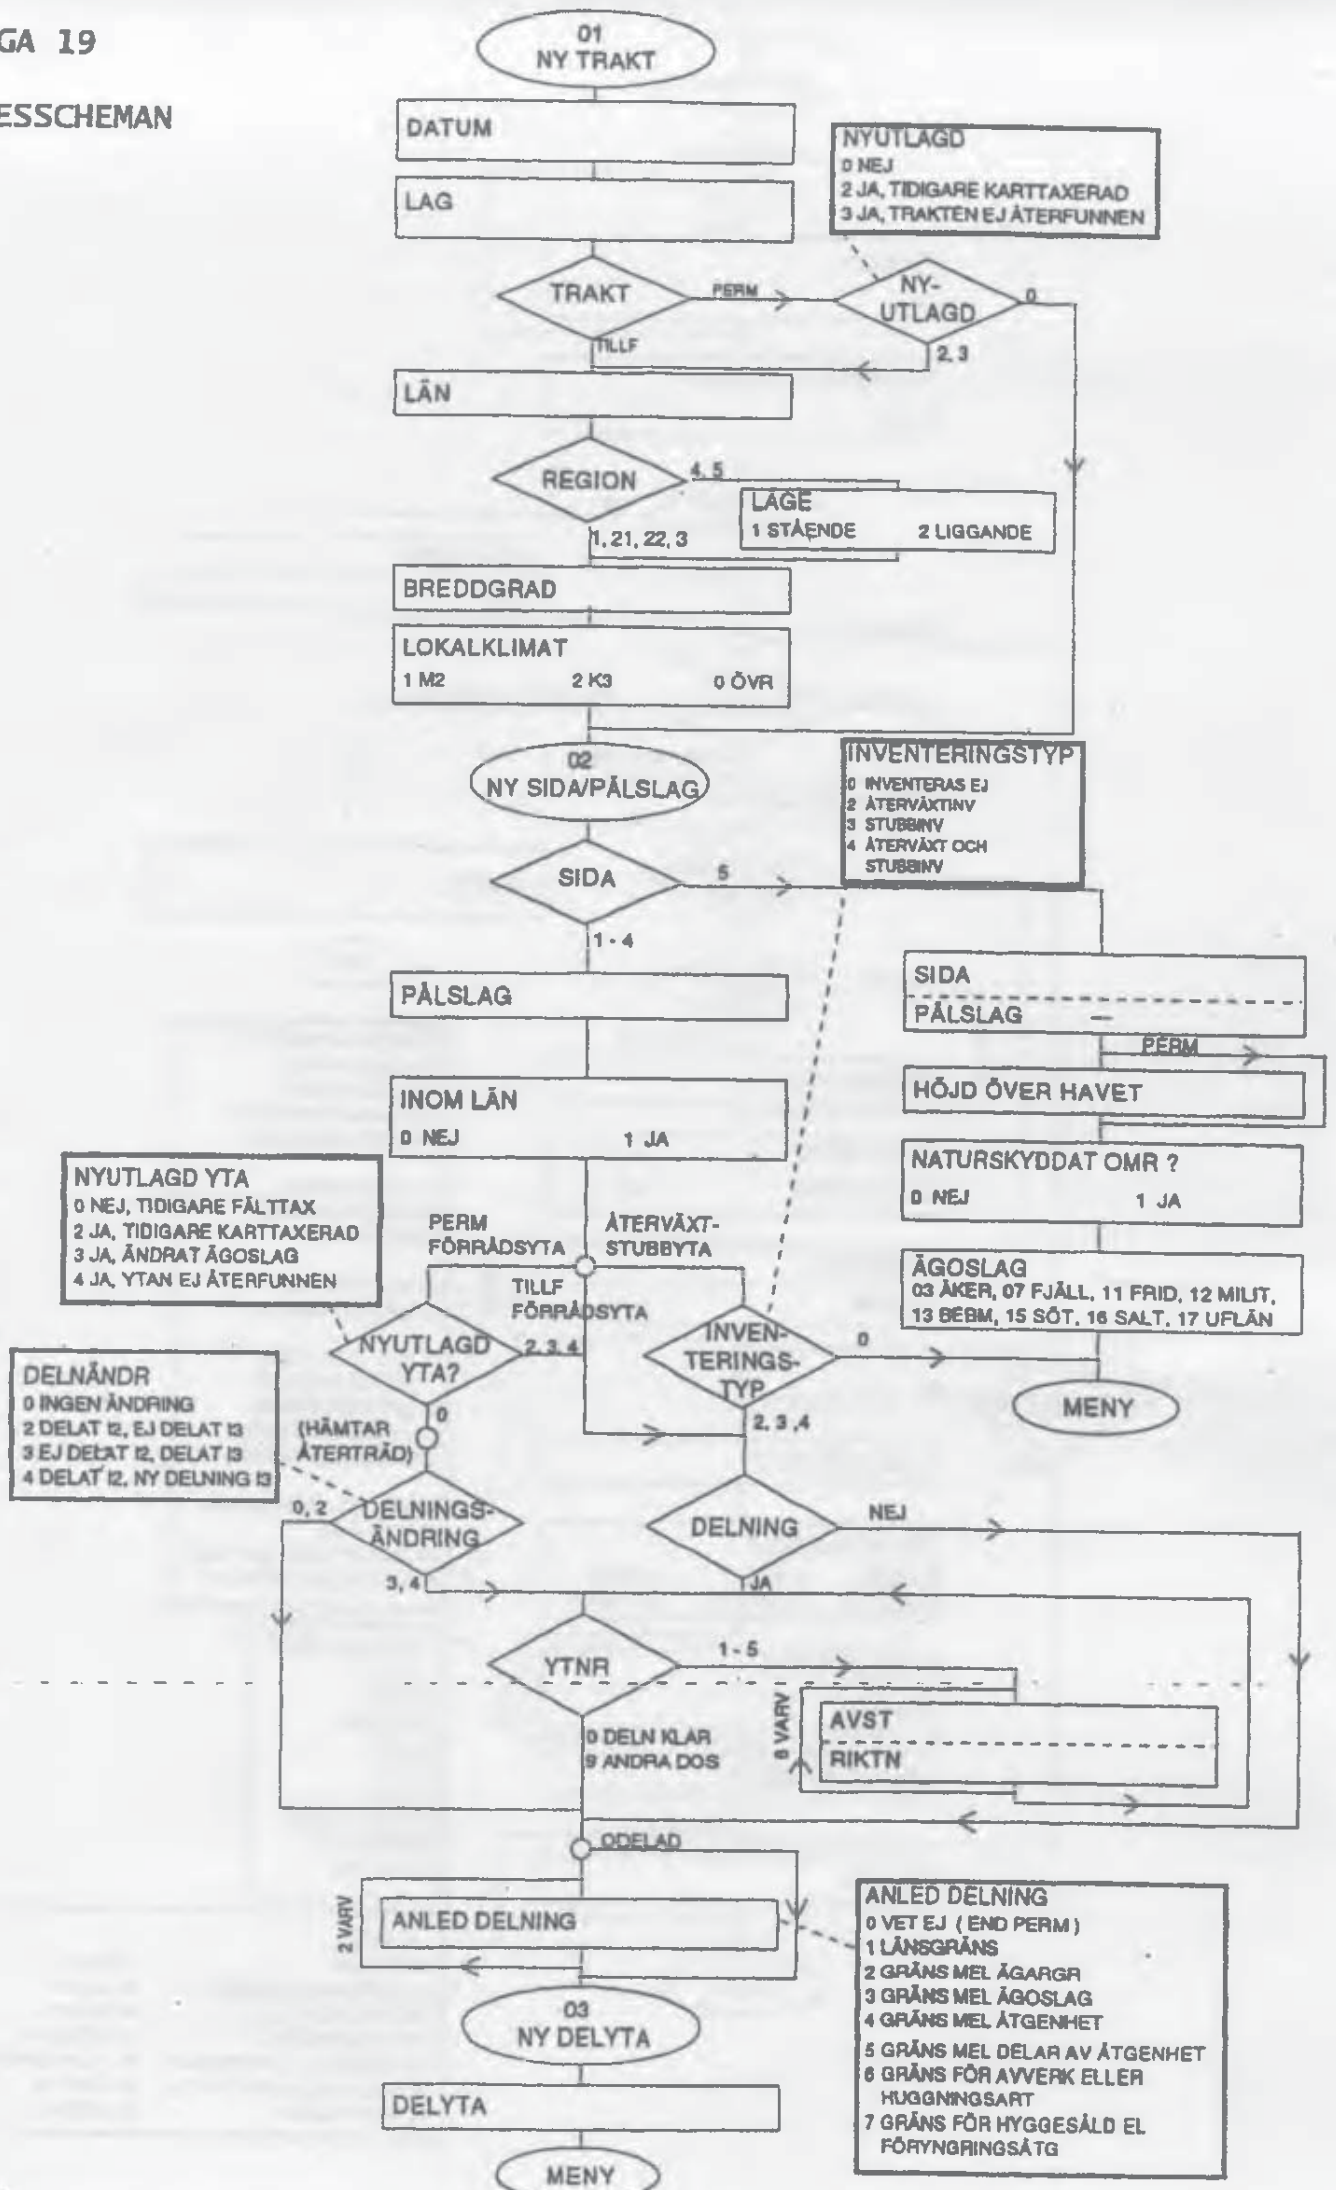 GA 19
ESSCHEMAN
01
NY TRAKT
DATUM
LAG
NYUTLAGD
0 NEJ
2 JA, TIDIGARE KARTTAXERAD
3 JA, TRAKTEN EJ ÅTERFUNNEN
TRAKT
PERM
NY-
UTLAGD
0
TILLF
2, 3
LÄN
REGION
4, 5
LÄGE
1 STÅENDE 2 LIGGANDE
1, 21, 22, 3
BREDDGRAD
LOKALKLIMAT
1 M2 2 K3 0 ÖVR
02
NY SIDA/PÅLSLAG
INVENTERINGSTYP
0 INVENTERAS EJ
2 ÅTERVÄXTINV
3 STUBBINV
4 ÅTERVÄXT OCH
STUBBINV
SIDA
5
1 - 4
PÅLSLAG
SIDA
PÅLSLAG —
PERM
HÖJD ÖVER HAVET
INOM LÄN
0 NEJ 1 JA
NATURSKYDDAT OMR ?
0 NEJ 1 JA
NYUTLAGD YTA
0 NEJ, TIDIGARE FÄLTTAX
2 JA, TIDIGARE KARTTAXERAD
3 JA, ÄNDRAT ÄGOSLAG
4 JA, YTAN EJ ÅTERFUNNEN
PERM
FÖRRÅDSYTA
ÅTERVÄXT-
STUBBYTA
TILLF
FÖRRÅDSYTA
ÄGOSLAG
03 ÅKER, 07 FJÄLL, 11 FRID, 12 MILIT,
13 BEBM, 15 SÖT, 16 SALT, 17 UFLÄN
NYUTLAGD
YTA?
2, 3, 4
INVEN-
TERINGS-
TYP
0
MENY
DELNÄNDR
0 INGEN ÄNDRING
2 DELAT I2, EJ DELAT I3
3 EJ DELAT I2, DELAT I3
4 DELAT I2, NY DELNING I3
0
(HÄMTAR
ÅTERTRÄD)
2, 3 ,4
0, 2
DELNINGS-
ÄNDRING
DELNING
NEJ
3, 4
JA
YTNR
1 - 5
6 VARV
AVST
RIKTN
0 DELN KLAR
9 ANDRA DOS
ODELAD
2 VARV
ANLED DELNING
ANLED DELNING
0 VET EJ ( END PERM )
1 LÄNSGRÄNS
2 GRÄNS MEL ÄGARGR
3 GRÄNS MEL ÄGOSLAG
4 GRÄNS MEL ÅTGENHET
5 GRÄNS MEL DELAR AV ÅTGENHET
6 GRÄNS FÖR AVVERK ELLER
HUGGNINGSART
7 GRÄNS FÖR HYGGESÅLD EL
FÖRYNGRINGSÅTG
03
NY DELYTA
DELYTA
MENY